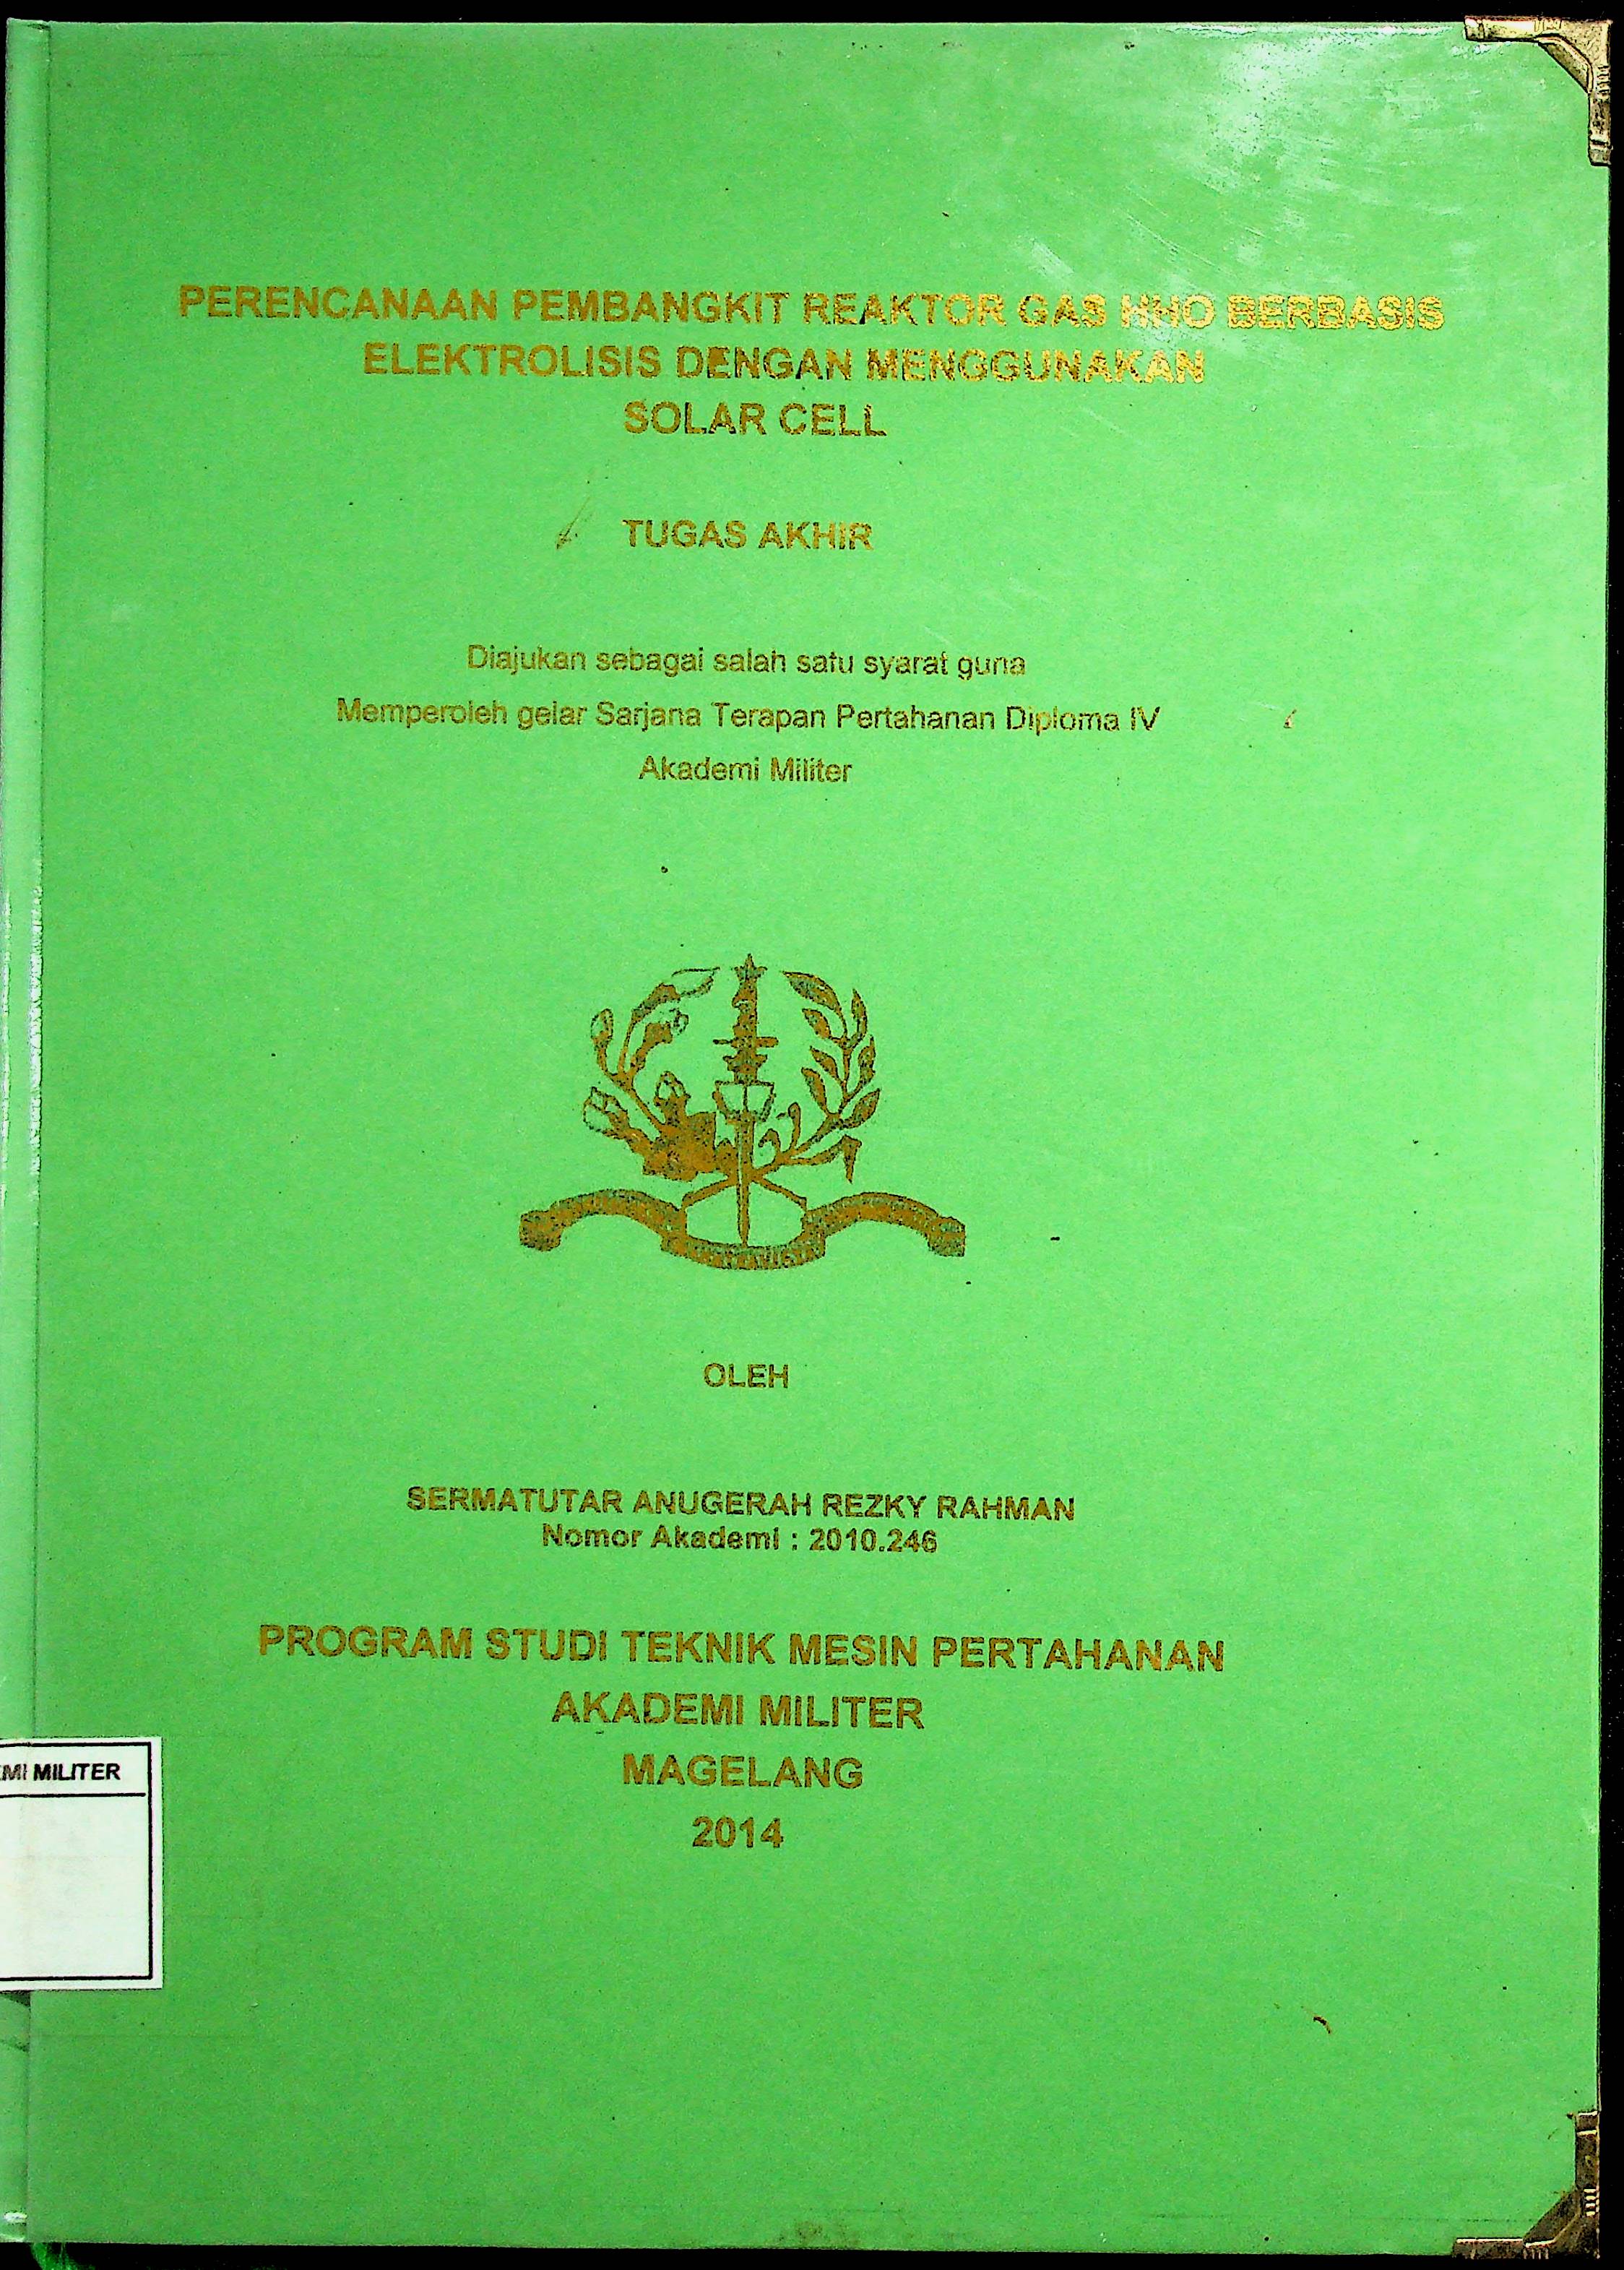 PERENCANAAN PEMBANGKIT REAKTOR GAS HHO BERBASIS
ELEKTROLISIS DENGAN MENGGUNAKAN
SOLAR CELL
TUGAS AKHIR
Diajukan sebagai salah satu syarat guna
Memperoleh gelar Sarjana Terapan Pertahanan Diploma IV
Akademi Militer
OLEH
SERMATUTAR ANUGERAH REZKY RAHMAN
Nomor Akademi : 2010.246
PROGRAM STUDI TEKNIK MESIN PERTAHANAN
AKADEMI MILITER
MAGELANG
2014
MI MILITER